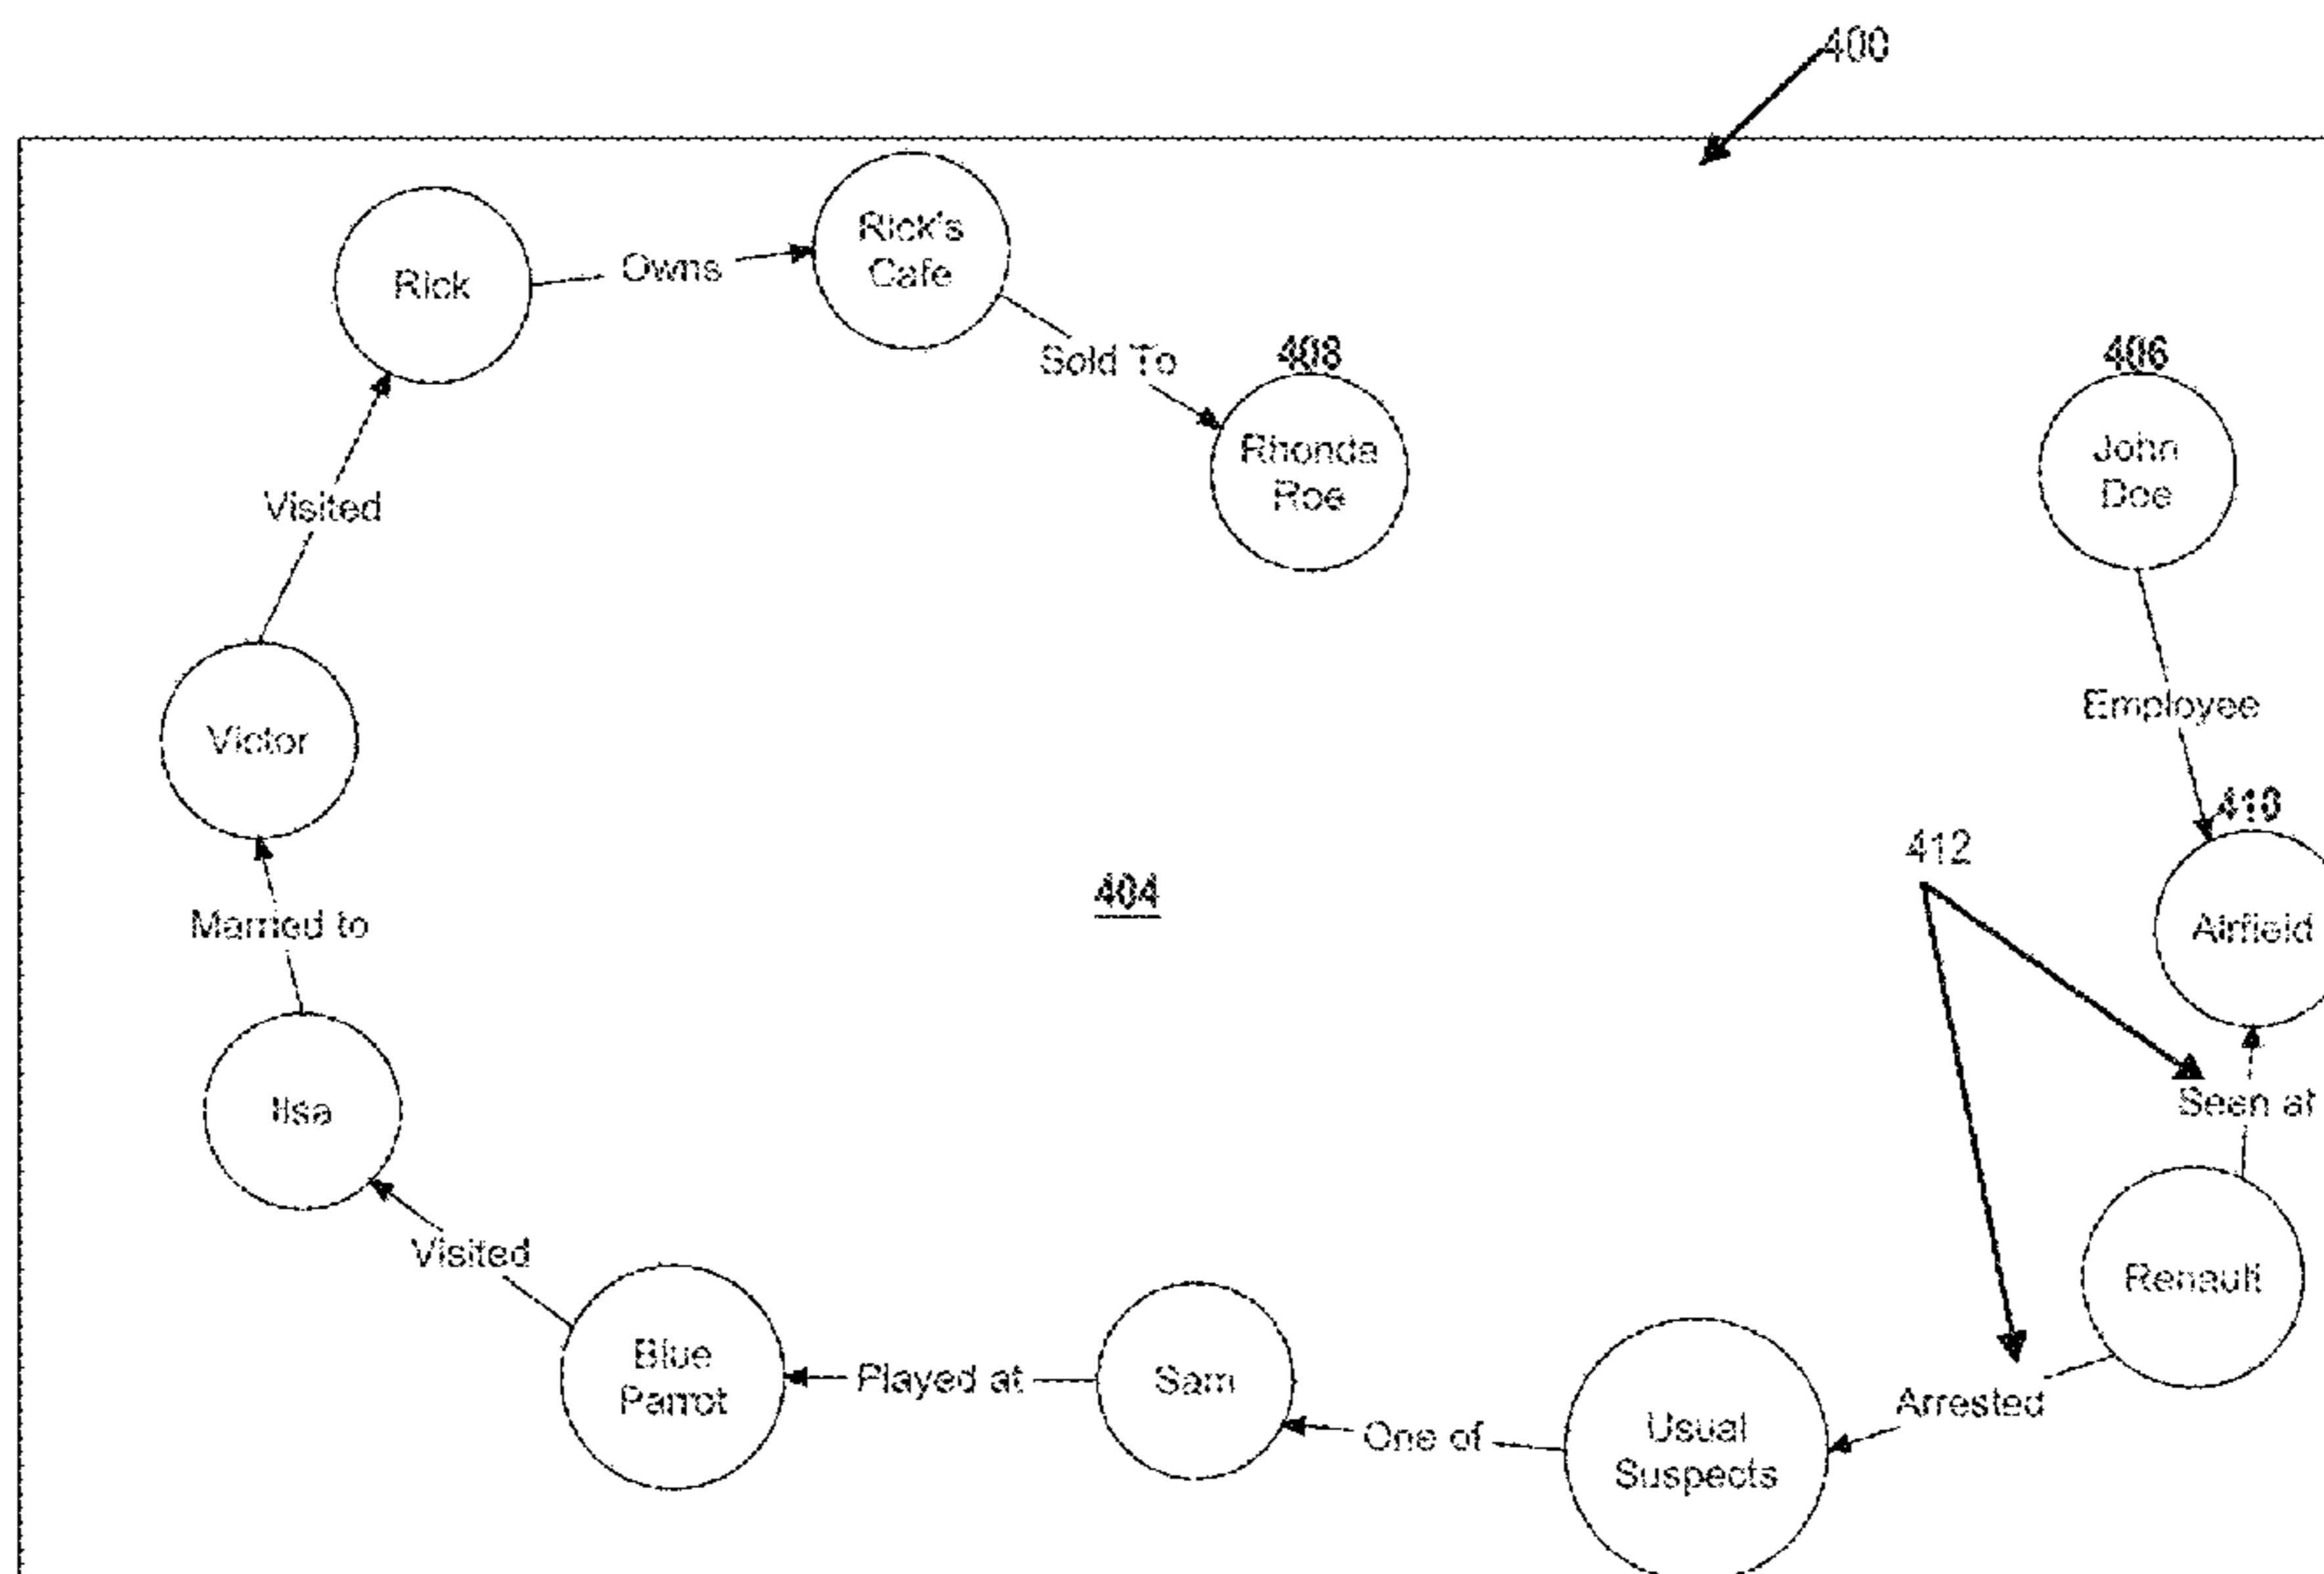 400
Rick's
Cafe
Rick
Owns
Sold To
408
406
Rhonda
Roe
John
Doe
Visited
Employee
Victor
410
412
404
Airfield
Married to
Seen at
Ilsa
Visited
Renault
Blue
Parrot
Played at
Sam
Arrested
One of
Usual
Suspects